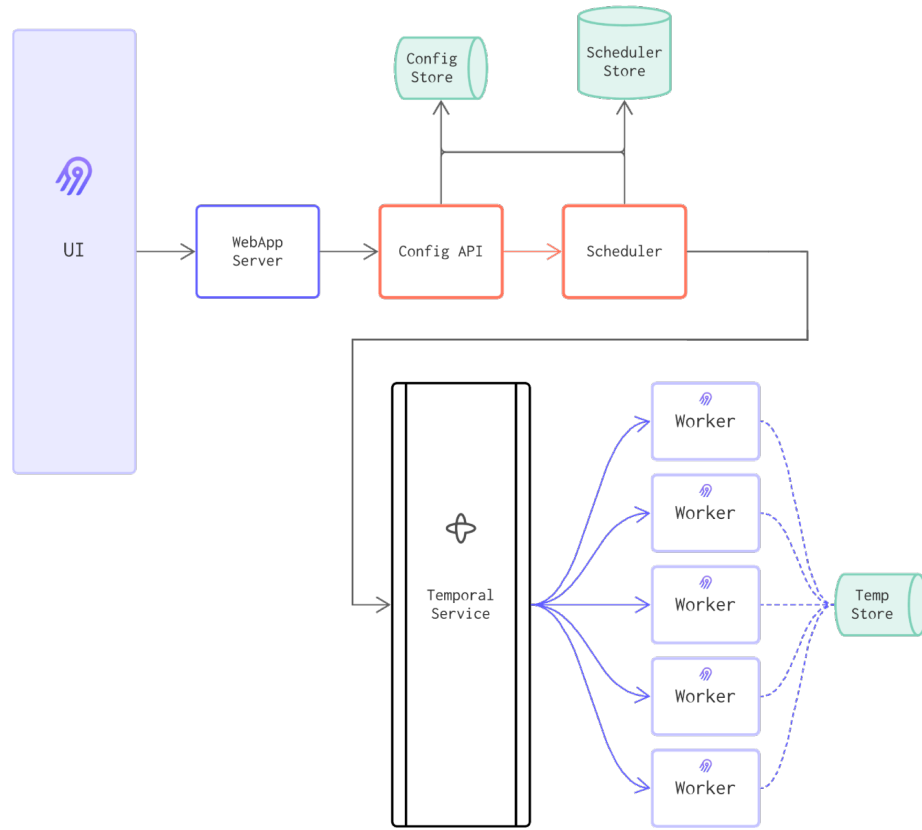 Config
Store
Scheduler
Store
UI
WebApp
Server
Config API
Scheduler
Temporal
Service
Worker
Worker
Worker
Worker
Worker
Temp
Store